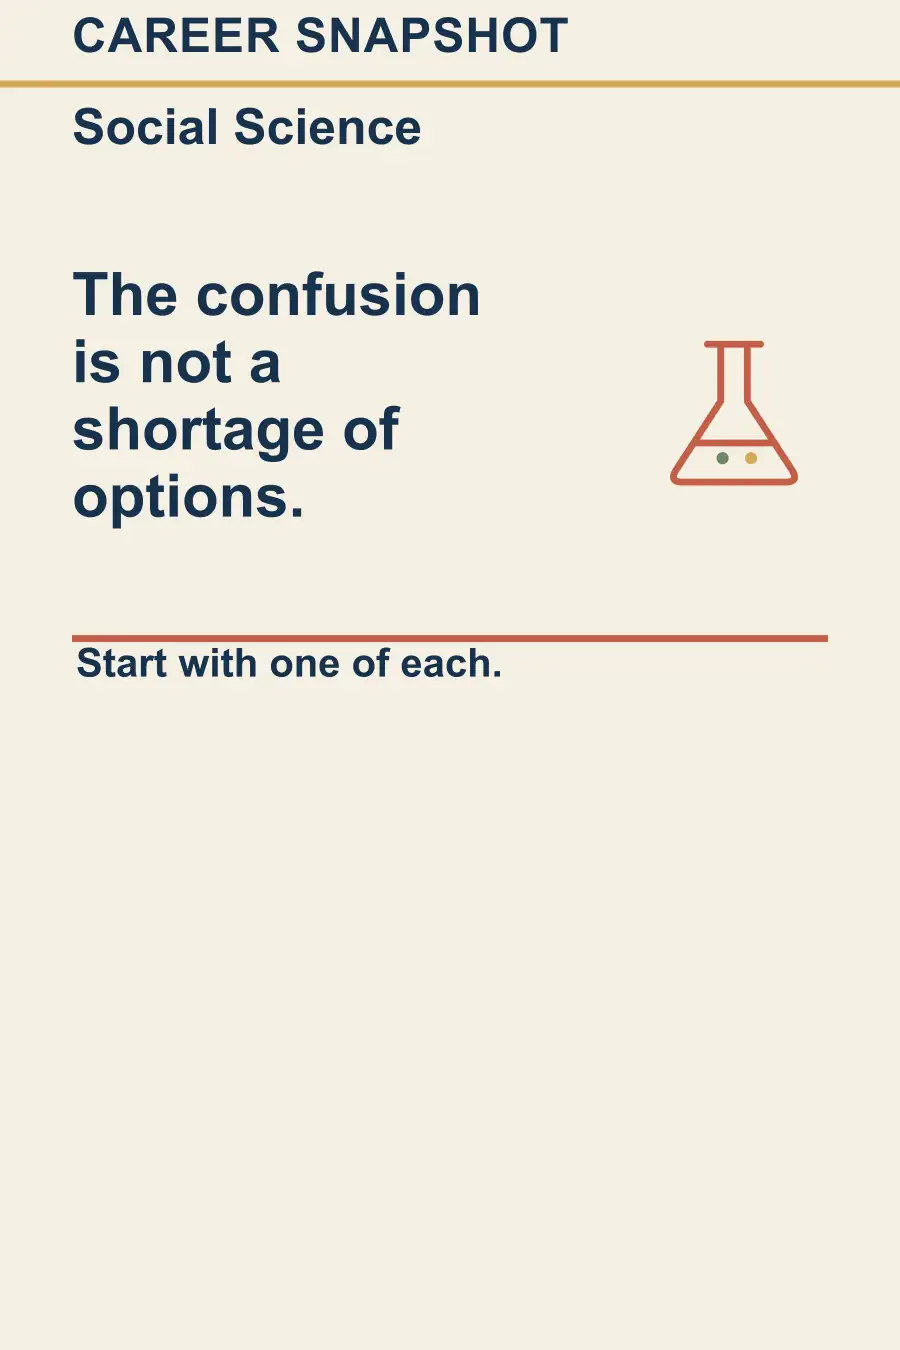 CAREER SNAPSHOT
Social Science
The confusion
is not a
shortage of
options.
Start with one of each.